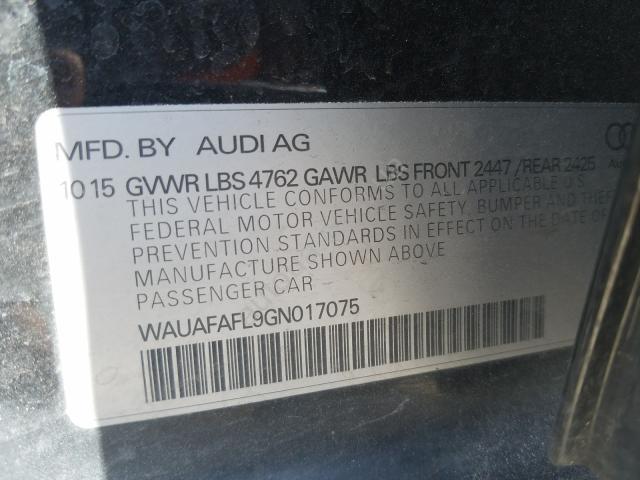 MFD. BY AUDI AG
10 15 GVWR LBS 4762 GAWR LBS FRONT 2447 /REAR 2425
THIS VEHICLE CONFORMS TO ALL APPLICABLE U.S.
FEDERAL MOTOR VEHICLE SAFETY, BUMPER AND THEFT
PREVENTION STANDARDS IN EFFECT ON THE DATE OF
MANUFACTURE SHOWN ABOVE
PASSENGER CAR
WAUAFAFL9GN017075